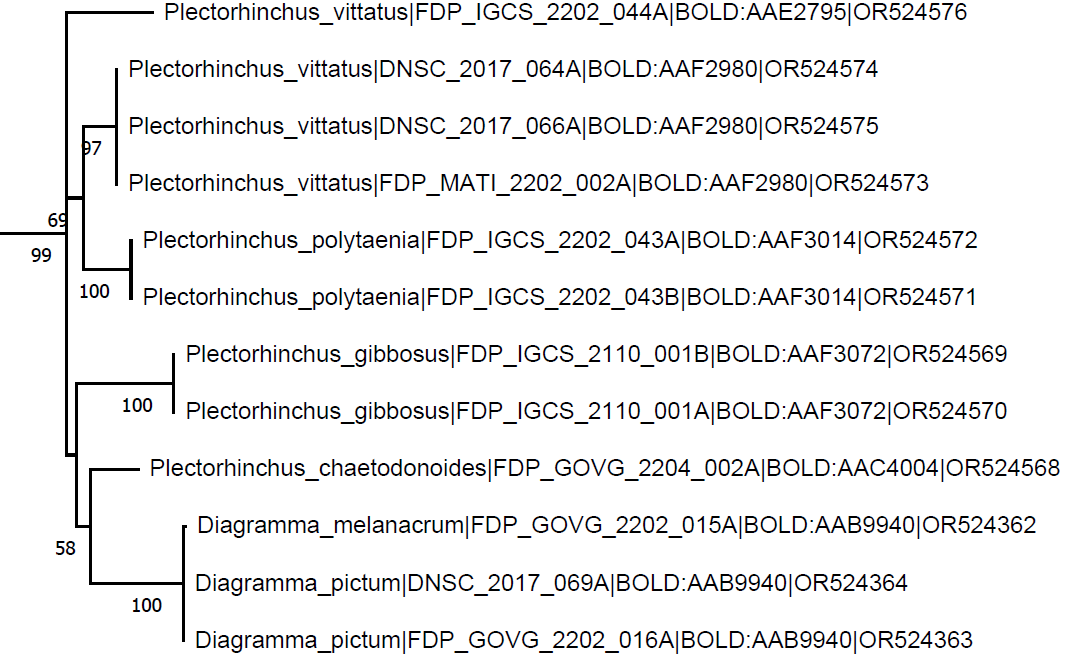 Plectorhinchus_vittatus|FDP_IGCS_2202_044A|BOLD:AAE2795|OR524576
Plectorhinchus_vittatus|DNSC_2017_064A|BOLD:AAF2980|OR524574
Plectorhinchus_vittatus|DNSC_2017_066A|BOLD:AAF2980|OR524575
97
Plectorhinchus_vittatus|FDP_MATI_2202_002A|BOLD:AAF2980|OR524573
69
Plectorhinchus_polytaenia|FDP_IGCS_2202_043A|BOLD:AAF3014|OR524572
99
100
Plectorhinchus_polytaenia|FDP_IGCS_2202_043B|BOLD:AAF3014|OR524571
Plectorhinchus_gibbosus|FDP_IGCS_2110_001B|BOLD:AAF3072|OR524569
100
Plectorhinchus_gibbosus|FDP_IGCS_2110_001A|BOLD:AAF3072|OR524570
Plectorhinchus_chaetodonoides|FDP_GOVG_2204_002A|BOLD:AAC4004|OR524568
Diagramma_melanacrum|FDP_GOVG_2202_015A|BOLD:AAB9940|OR524362
58
Diagramma_pictum|DNSC_2017_069A|BOLD:AAB9940|OR524364
100
Diagramma_pictum|FDP_GOVG_2202_016A|BOLD:AAB9940|OR524363